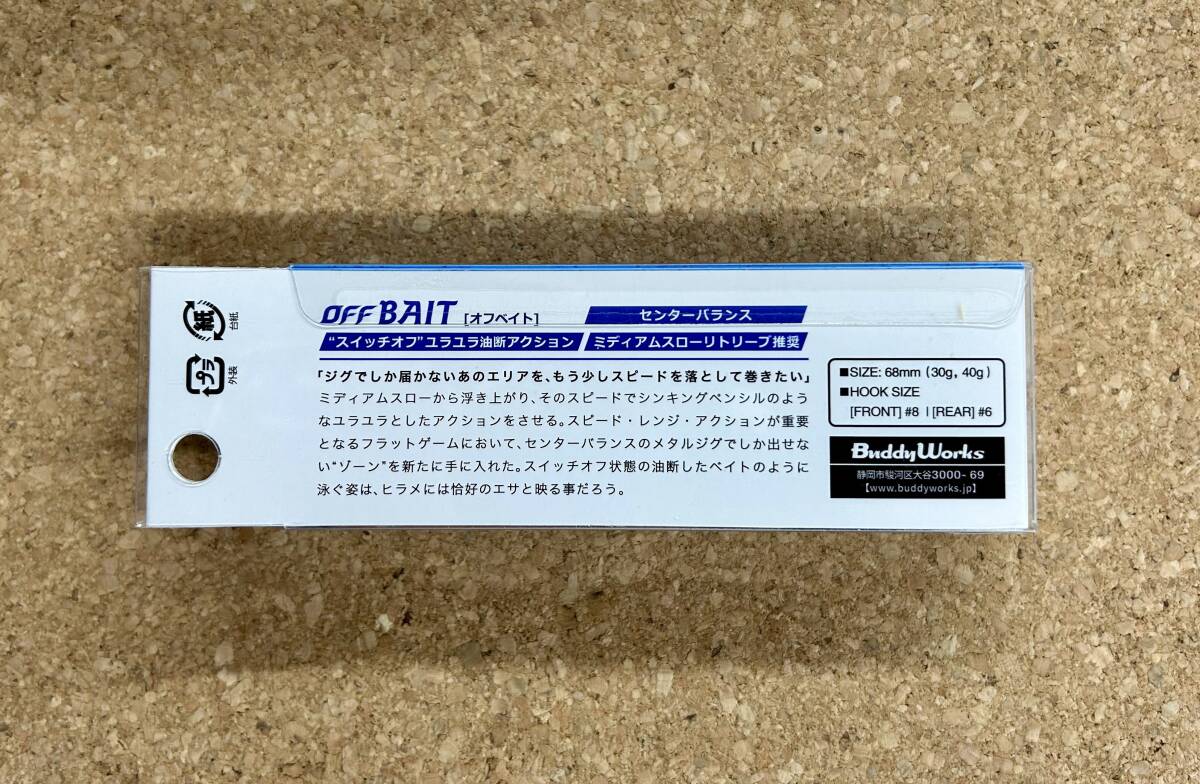 OFF BAIT [オフベイト]
センターバランス
"スイッチオフ"ユラユラ油断アクション
ミディアムスローリトリーブ推奨
「ジグでしか届かないあのエリアを、もう少しスピードを落として巻きたい」
ミディアムスローから浮き上がり、そのスピードでシンキングペンシルのよう
なユラユラとしたアクションをさせる。スピード・レンジ・アクションが重要
となるフラットゲームにおいて、センターバランスのメタルジグでしか出せな
い"ゾーン"を新たに手に入れた。スイッチオフ状態の油断したベイトのように
泳ぐ姿は、ヒラメには恰好のエサと映る事だろう。
■SIZE: 68mm (30g, 40g)
■HOOK SIZE
[FRONT] #8 | [REAR] #6
BuddyWorks
静岡市駿河区大谷3000-69
【www.buddyworks.jp】
紙
台紙
プラ
外装